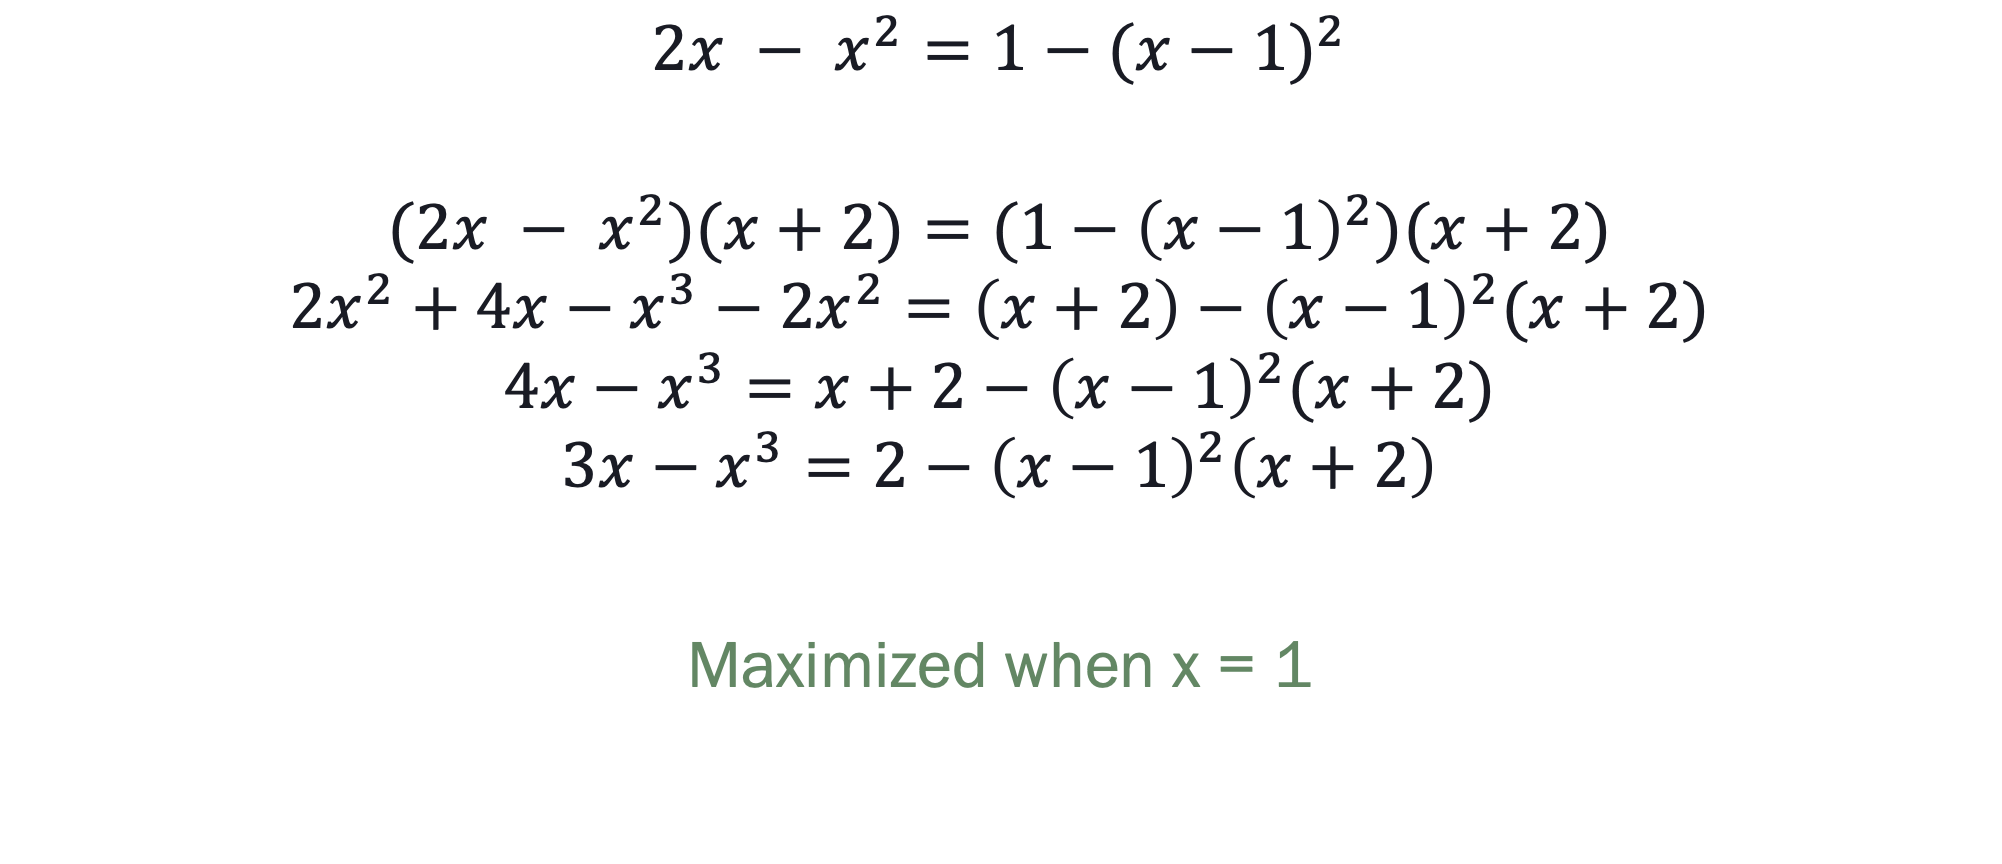 2x − x² = 1 − (x − 1)²
(2x − x²)(x + 2) = (1 − (x − 1)²)(x + 2)
2x² + 4x − x³ − 2x² = (x + 2) − (x − 1)²(x + 2)
4x − x³ = x + 2 − (x − 1)²(x + 2)
3x − x³ = 2 − (x − 1)²(x + 2)
Maximized when x = 1